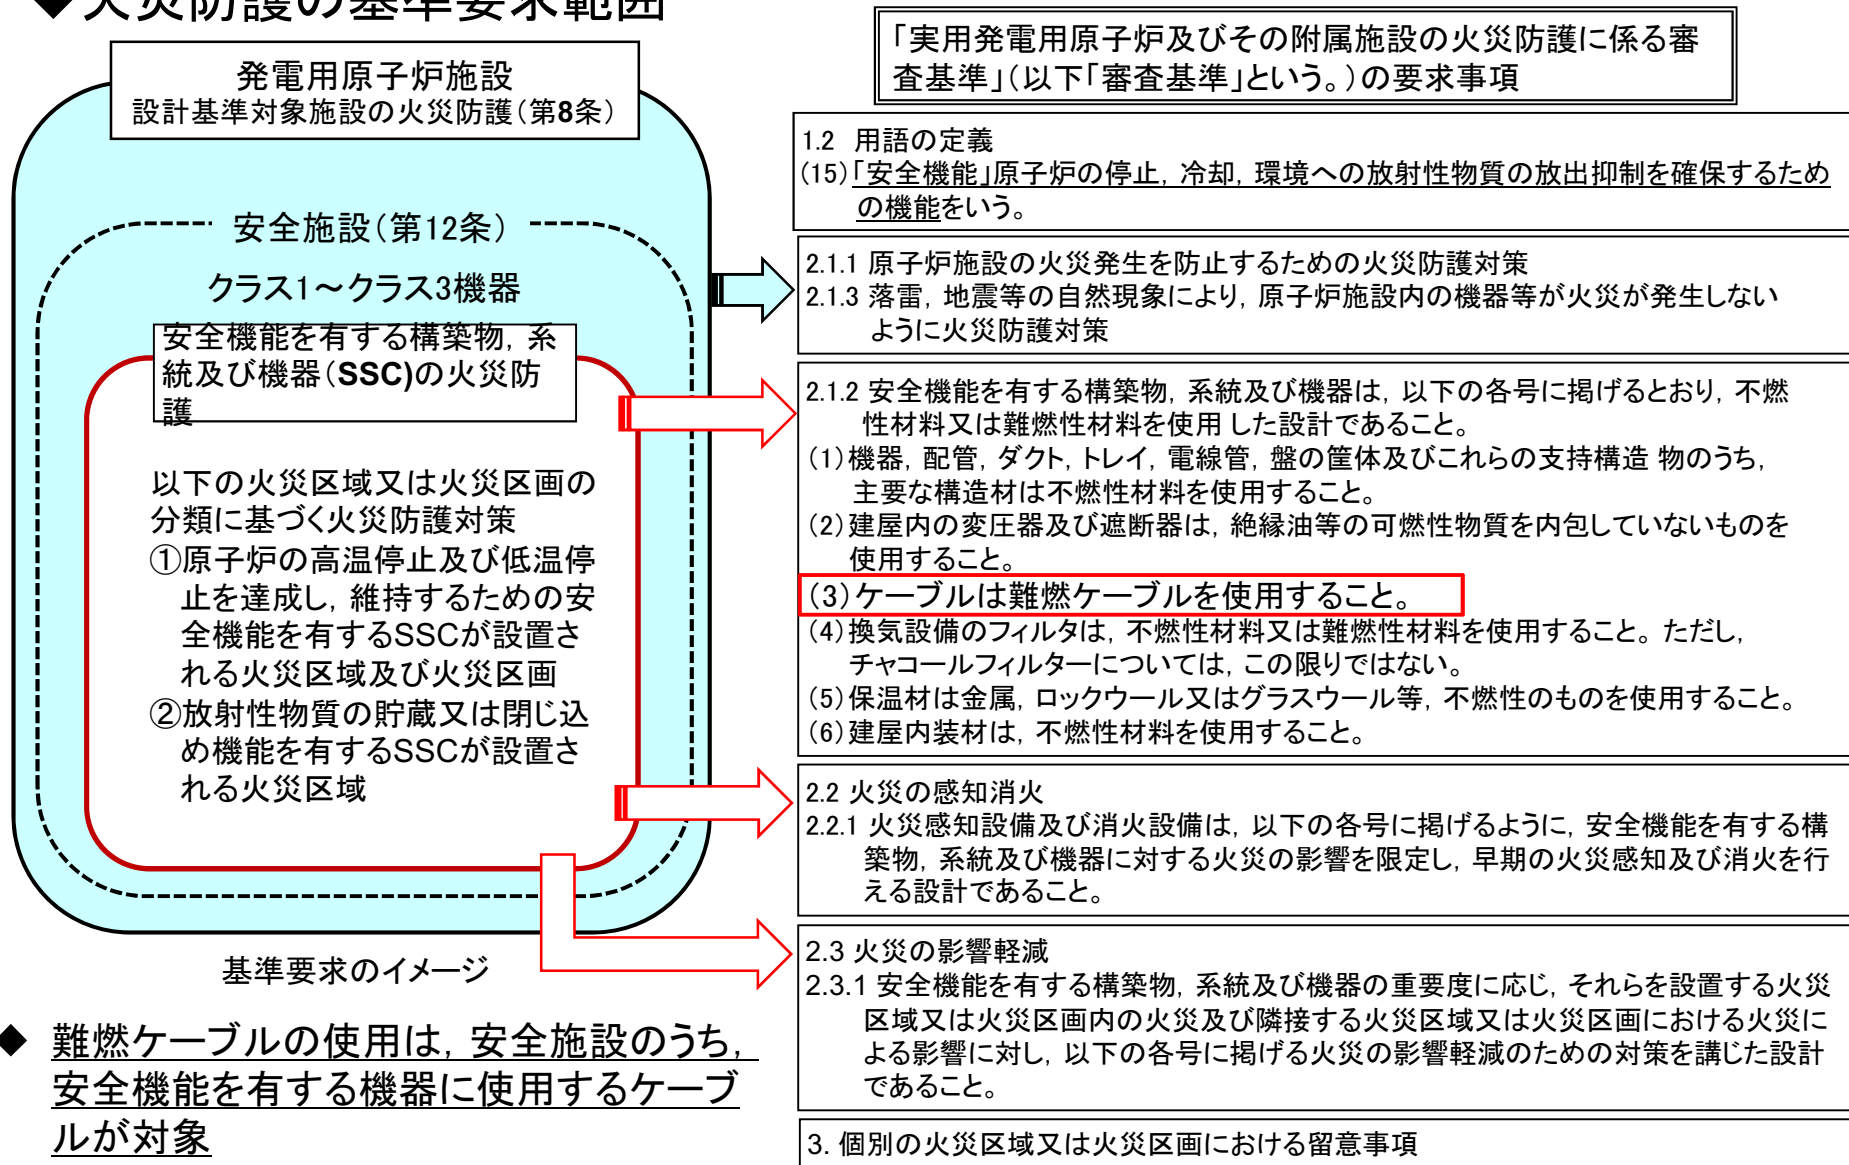 ◆火災防護の基準要求範囲
発電用原子炉施設
設計基準対象施設の火災防護（第8条）
安全施設（第12条）
クラス1～クラス3機器
安全機能を有する構築物，系
統及び機器（SSC)の火災防
護
以下の火災区域又は火災区画の
分類に基づく火災防護対策
①原子炉の高温停止及び低温停
止を達成し，維持するための安
全機能を有するSSCが設置さ
れる火災区域及び火災区画
②放射性物質の貯蔵又は閉じ込
め機能を有するSSCが設置さ
れる火災区域
基準要求のイメージ
◆ 難燃ケーブルの使用は，安全施設のうち，
安全機能を有する機器に使用するケーブ
ルが対象
「実用発電用原子炉及びその附属施設の火災防護に係る審
査基準」（以下「審査基準」という。）の要求事項
1.2 用語の定義
（15）「安全機能」原子炉の停止，冷却，環境への放射性物質の放出抑制を確保するため
の機能をいう。
2.1.1 原子炉施設の火災発生を防止するための火災防護対策
2.1.3 落雷，地震等の自然現象により，原子炉施設内の機器等が火災が発生しない
ように火災防護対策
2.1.2 安全機能を有する構築物，系統及び機器は，以下の各号に掲げるとおり，不燃
性材料又は難燃性材料を使用 した設計であること。
（1）機器，配管，ダクト，トレイ，電線管，盤の筐体及びこれらの支持構造 物のうち，
主要な構造材は不燃性材料を使用すること。
（2）建屋内の変圧器及び遮断器は，絶縁油等の可燃性物質を内包していないものを
使用すること。
（3）ケーブルは難燃ケーブルを使用すること。
（4）換気設備のフィルタは，不燃性材料又は難燃性材料を使用すること。ただし，
チャコールフィルターについては，この限りではない。
（5）保温材は金属，ロックウール又はグラスウール等，不燃性のものを使用すること。
（6）建屋内装材は，不燃性材料を使用すること。
2.2 火災の感知消火
2.2.1 火災感知設備及び消火設備は，以下の各号に掲げるように，安全機能を有する構
築物，系統及び機器に対する火災の影響を限定し，早期の火災感知及び消火を行
える設計であること。
2.3 火災の影響軽減
2.3.1 安全機能を有する構築物，系統及び機器の重要度に応じ，それらを設置する火災
区域又は火災区画内の火災及び隣接する火災区域又は火災区画における火災に
よる影響に対し，以下の各号に掲げる火災の影響軽減のための対策を講じた設計
であること。
3. 個別の火災区域又は火災区画における留意事項